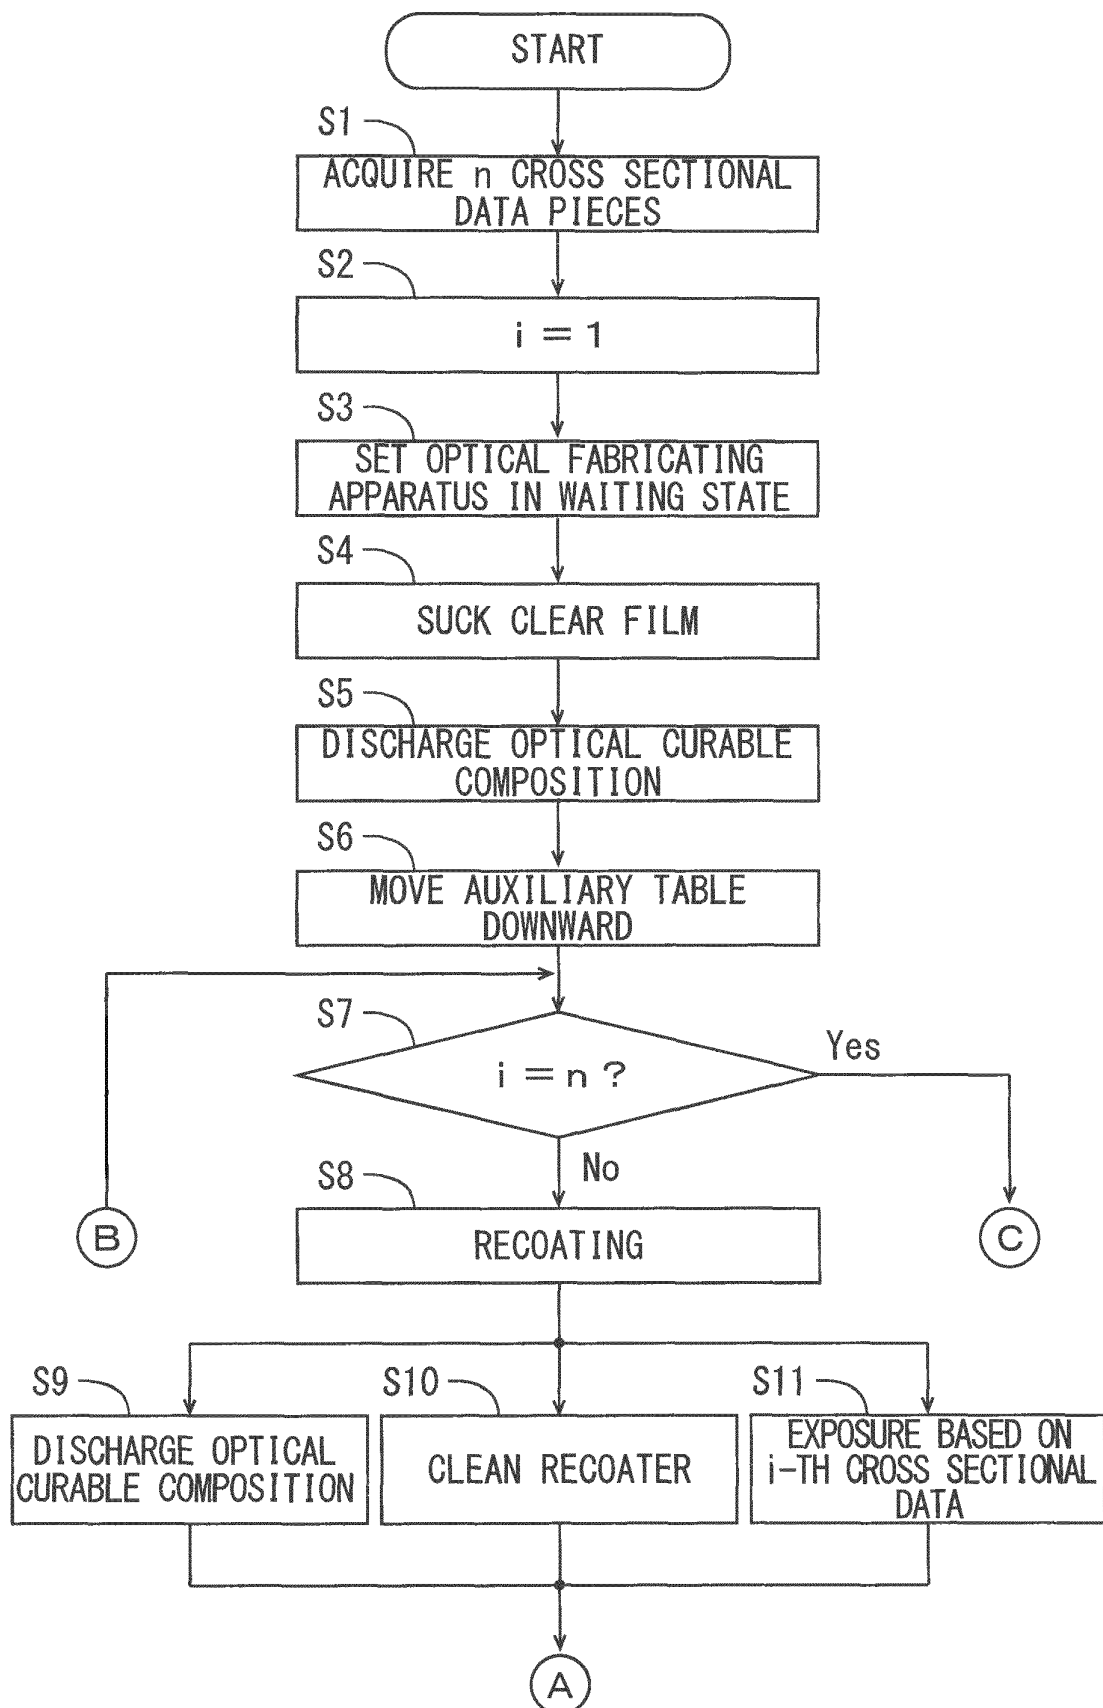 START
S1
ACQUIRE n CROSS SECTIONAL
DATA PIECES
S2
i = 1
S3
SET OPTICAL FABRICATING
APPARATUS IN WAITING STATE
S4
SUCK CLEAR FILM
S5
DISCHARGE OPTICAL CURABLE
COMPOSITION
S6
MOVE AUXILIARY TABLE
DOWNWARD
S7
i = n ?
Yes
No
S8
RECOATING
B
C
S9
DISCHARGE OPTICAL
CURABLE COMPOSITION
S10
CLEAN RECOATER
S11
EXPOSURE BASED ON
i-TH CROSS SECTIONAL
DATA
A